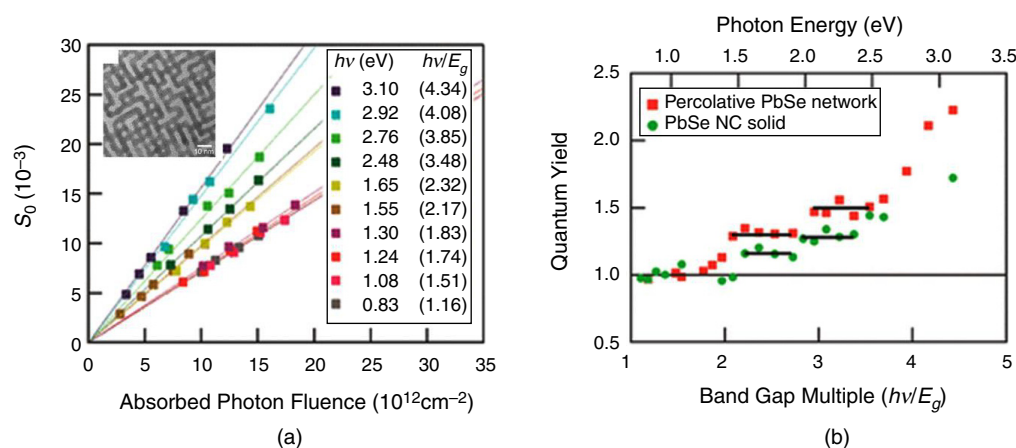 30
25
20
15
10
5
0
S₀ (10⁻³)
10 nm
hν (eV) hν/E_g
3.10 (4.34)
2.92 (4.08)
2.76 (3.85)
2.48 (3.48)
1.65 (2.32)
1.55 (2.17)
1.30 (1.83)
1.24 (1.74)
1.08 (1.51)
0.83 (1.16)
0 5 10 15 20 25 30 35
Absorbed Photon Fluence (10¹²cm⁻²)
(a)
Photon Energy (eV)
1.0 1.5 2.0 2.5 3.0 3.5
2.5
2.0
1.5
1.0
0.5
Quantum Yield
Percolative PbSe network
PbSe NC solid
1 2 3 4 5
Band Gap Multiple (hν/E_g)
(b)